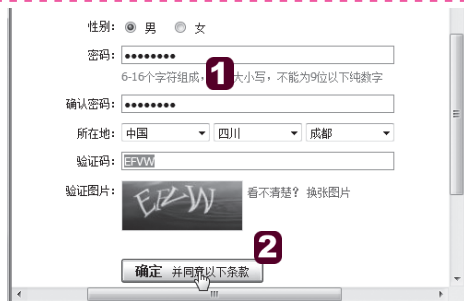 性别： 男 女
密码： ●●●●●●●●
1
6-16个字符组成，大小写，不能为9位以下纯数字
确认密码： ●●●●●●●●
所在地： 中国 四川 成都
验证码： EFVW
验证图片： EFVW 看不清楚？ 换张图片
2
确定 并同意以下条款